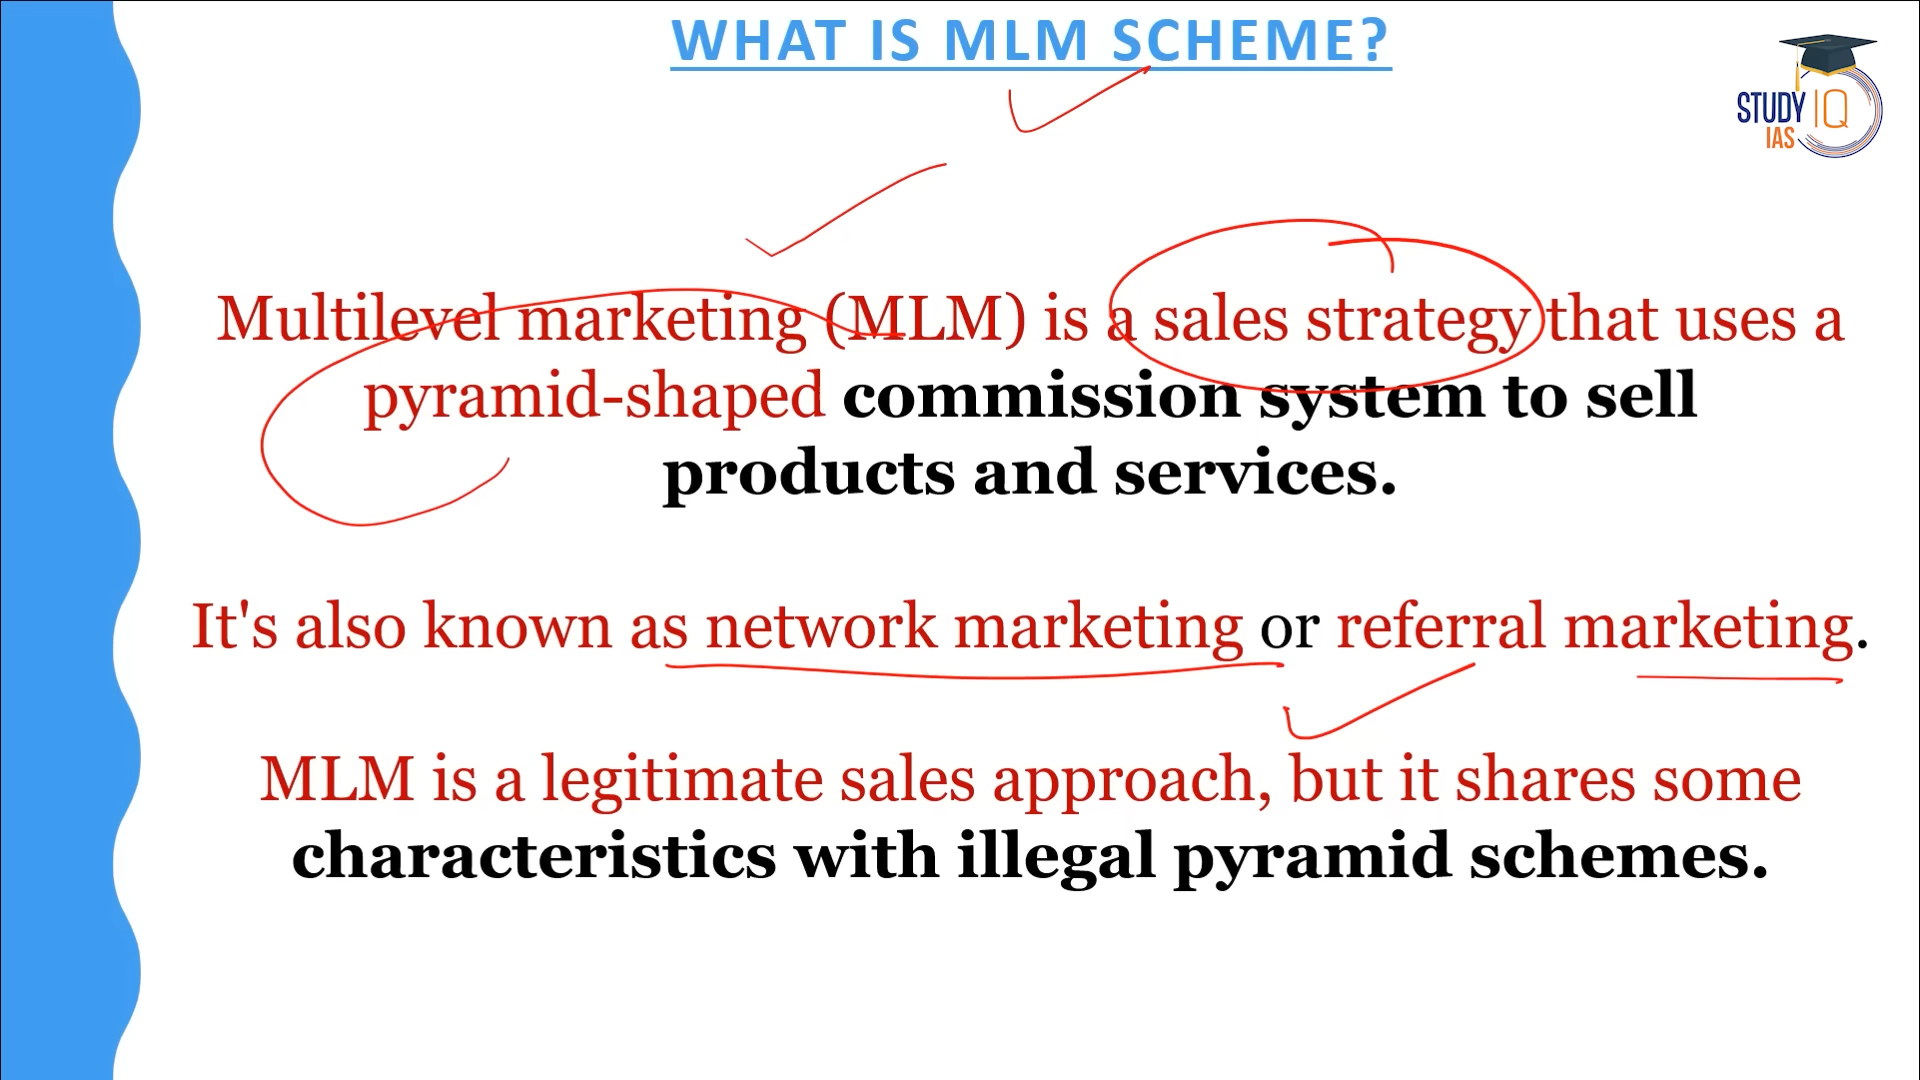 WHAT IS MLM SCHEME?
STUDY IQ
IAS
Multilevel marketing (MLM) is a sales strategy that uses a
pyramid-shaped commission system to sell
products and services.
It's also known as network marketing or referral marketing.
MLM is a legitimate sales approach, but it shares some
characteristics with illegal pyramid schemes.